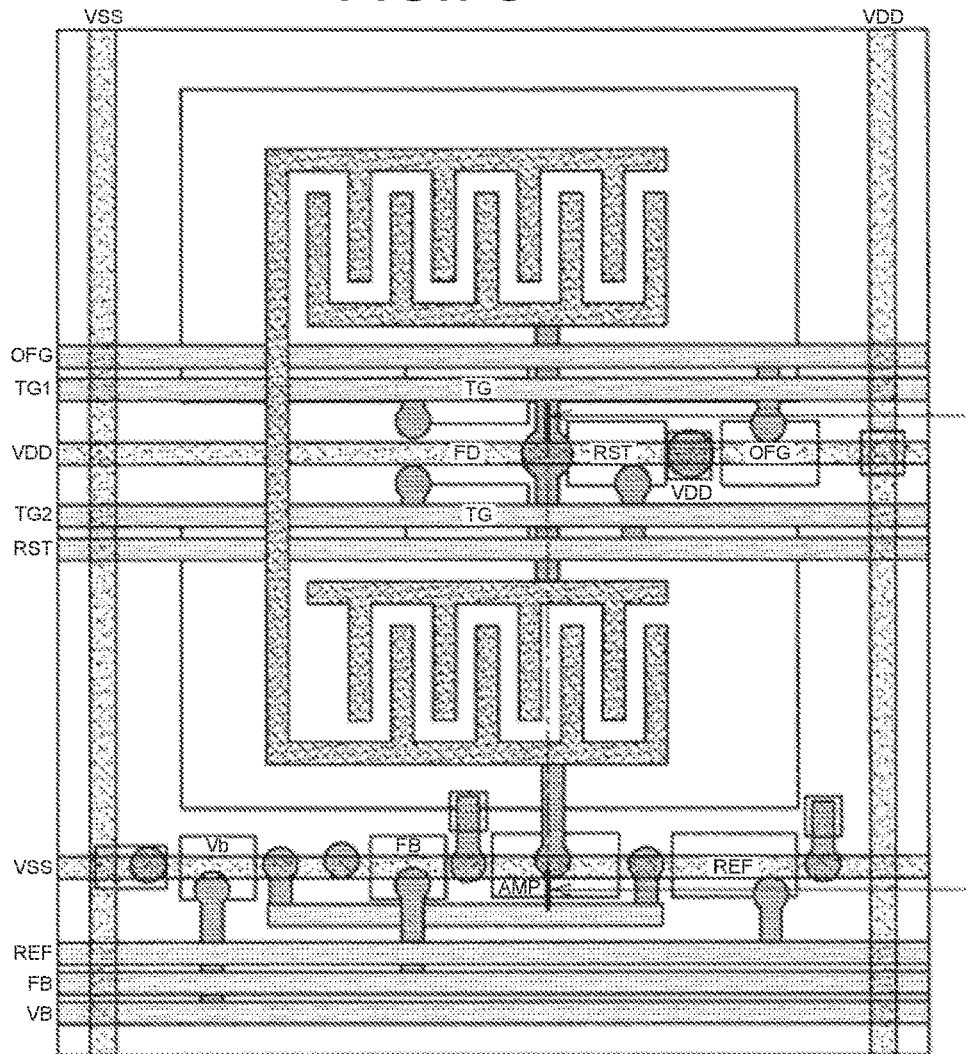 VSS VDD
OFG
TG1 TG
VDD FD RST OFG
VDD
TG2 TG
RST
Vb FB
VSS REF
AMP
REF
FB
VB